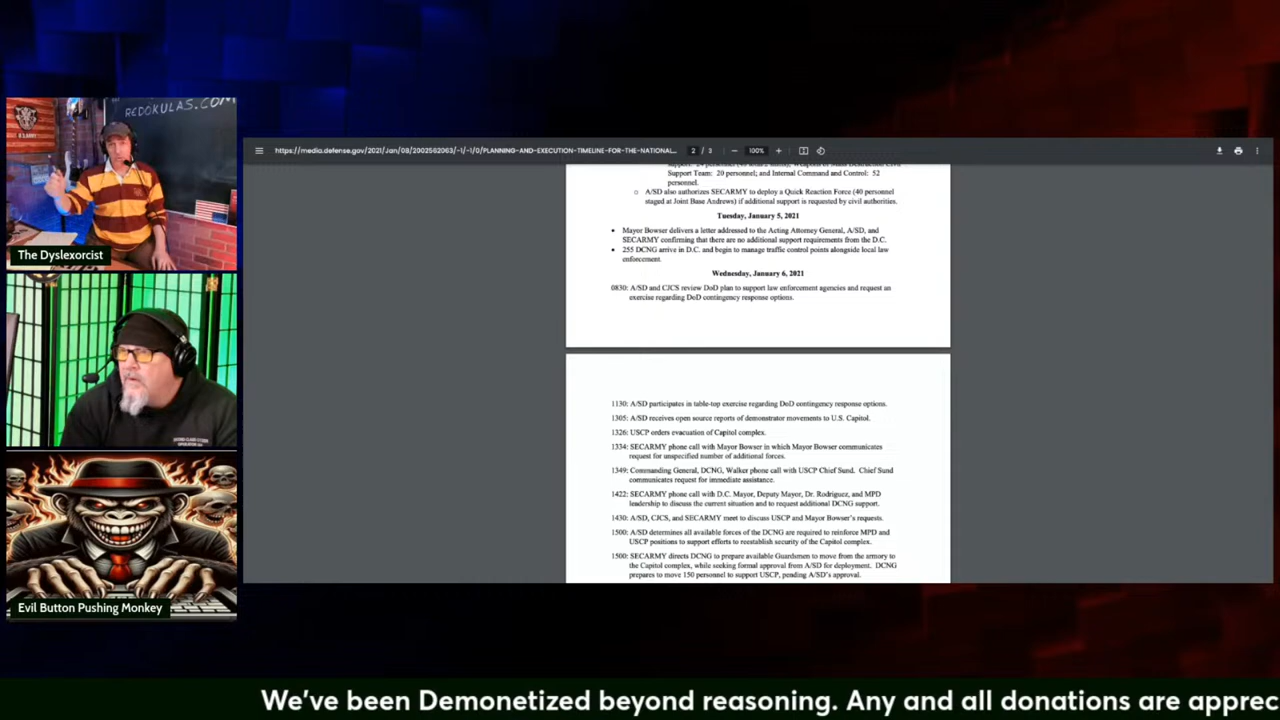 REDOKULAS.COM
The Dyslexorcist
Evil Button Pushing Monkey
https://media.defense.gov/2021/Jan/08/2002562063/-1/-1/0/PLANNING-AND-EXECUTION-TIMELINE-FOR-THE-NATIONAL...
2 / 3
100%
Support Team: 20 personnel; and Internal Command and Control: 52
personnel.
o A/SD also authorizes SECARMY to deploy a Quick Reaction Force (40 personnel
staged at Joint Base Andrews) if additional support is requested by civil authorities.
Tuesday, January 5, 2021
• Mayor Bowser delivers a letter addressed to the Acting Attorney General, A/SD, and
SECARMY confirming that there are no additional support requirements from the D.C.
• 255 DCNG arrive in D.C. and begin to manage traffic control points alongside local law
enforcement.
Wednesday, January 6, 2021
0830: A/SD and CJCS review DoD plan to support law enforcement agencies and request an
exercise regarding DoD contingency response options.
1130: A/SD participates in table-top exercise regarding DoD contingency response options.
1305: A/SD receives open source reports of demonstrator movements to U.S. Capitol.
1326: USCP orders evacuation of Capitol complex.
1334: SECARMY phone call with Mayor Bowser in which Mayor Bowser communicates
request for unspecified number of additional forces.
1349: Commanding General, DCNG, Walker phone call with USCP Chief Sund. Chief Sund
communicates request for immediate assistance.
1422: SECARMY phone call with D.C. Mayor, Deputy Mayor, Dr. Rodriguez, and MPD
leadership to discuss the current situation and to request additional DCNG support.
1430: A/SD, CJCS, and SECARMY meet to discuss USCP and Mayor Bowser's requests.
1500: A/SD determines all available forces of the DCNG are required to reinforce MPD and
USCP positions to support efforts to reestablish security of the Capitol complex.
1500: SECARMY directs DCNG to prepare available Guardsmen to move from the armory to
the Capitol complex, while seeking formal approval from A/SD for deployment. DCNG
prepares to move 150 personnel to support USCP, pending A/SD's approval.
We've been Demonetized beyond reasoning. Any and all donations are apprec